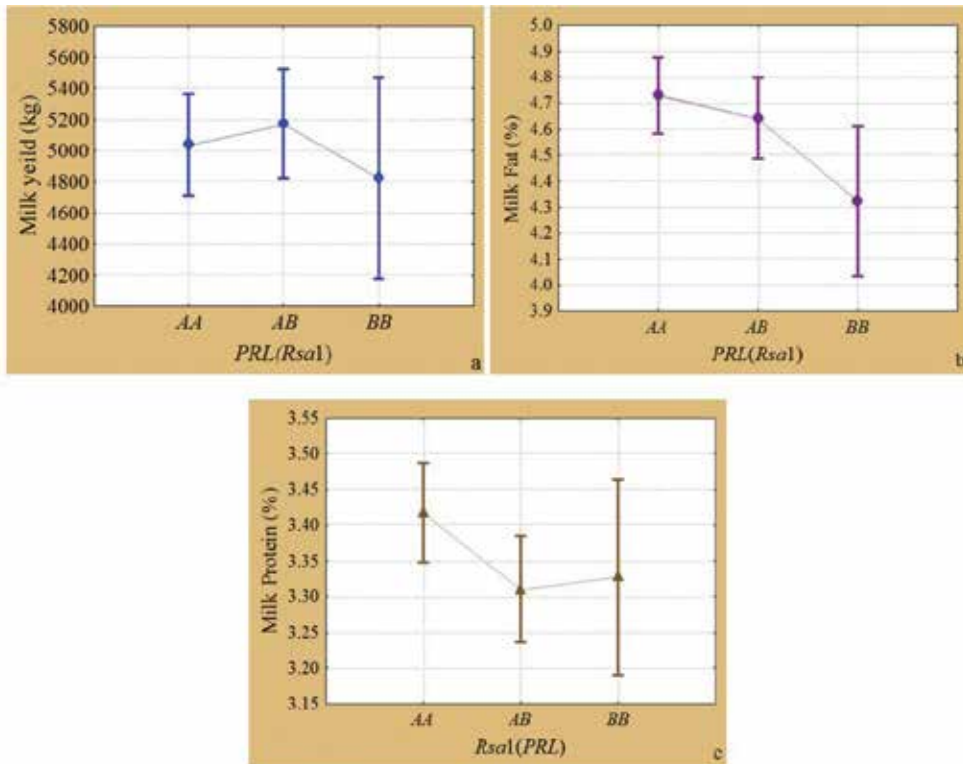 5800
5600
5400
5200
5000
4800
4600
4400
4200
4000
Milk yeild (kg)
AA AB BB
PRL(Rsa1)
a
5.0
4.9
4.8
4.7
4.6
4.5
4.4
4.3
4.2
4.1
4.0
3.9
Milk Fat (%)
AA AB BB
PRL(Rsa1)
b
3.55
3.50
3.45
3.40
3.35
3.30
3.25
3.20
3.15
Milk Protein (%)
AA AB BB
Rsa1(PRL)
c